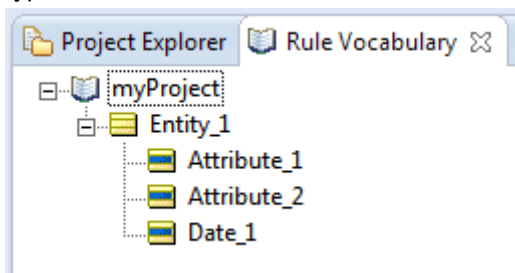 Project Explorer Rule Vocabulary
myProject
Entity_1
Attribute_1
Attribute_2
Date_1